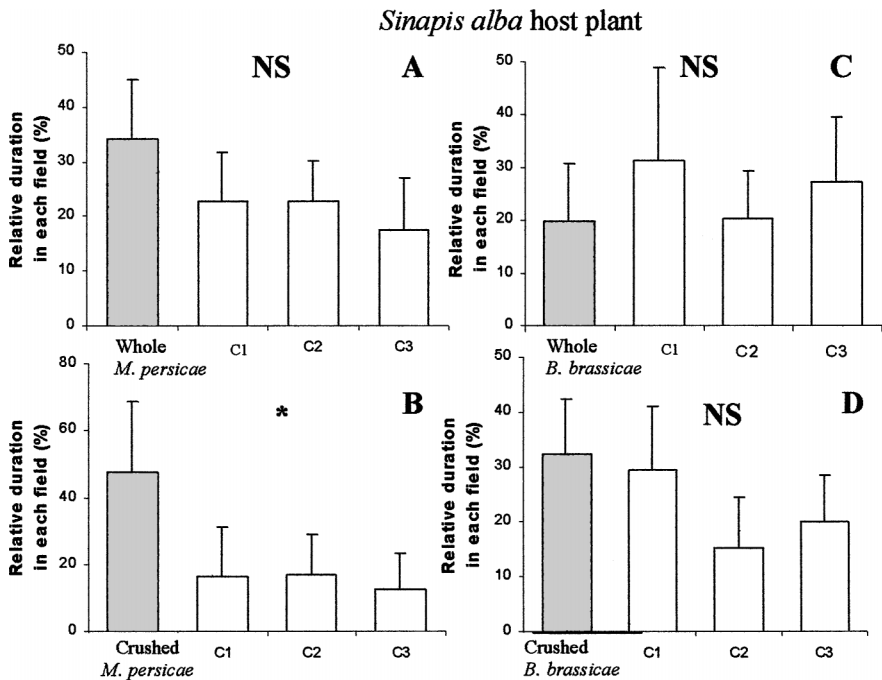 Sinapis alba host plant
50
40
30
20
10
0
Relative duration
in each field (%)
NS
A
Whole
M. persicae
C1
C2
C3
50
40
30
20
10
0
Relative duration
in each field (%)
NS
C
Whole
B. brassicae
C1
C2
C3
80
60
40
20
0
Relative duration
in each field (%)
*
B
Crushed
M. persicae
C1
C2
C3
50
40
30
20
10
0
Relative duration
in each field (%)
NS
D
Crushed
B. brassicae
C1
C2
C3